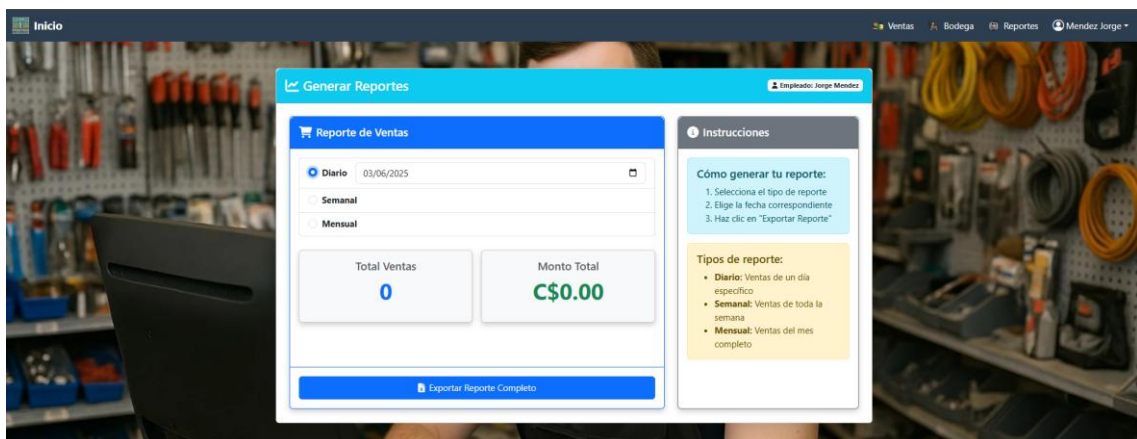 Inicio
Ventas
Bodega
Reportes
Mendez Jorge
Generar Reportes
Empleado: Jorge Mendez
Reporte de Ventas
Diario 03/06/2025
Semanal
Mensual
Total Ventas
0
Monto Total
C$0.00
Exportar Reporte Completo
Instrucciones
Cómo generar tu reporte:
1. Selecciona el tipo de reporte
2. Elige la fecha correspondiente
3. Haz clic en "Exportar Reporte"
Tipos de reporte:
• Diario: Ventas de un día
específico
• Semanal: Ventas de toda la
semana
• Mensual: Ventas del mes
completo